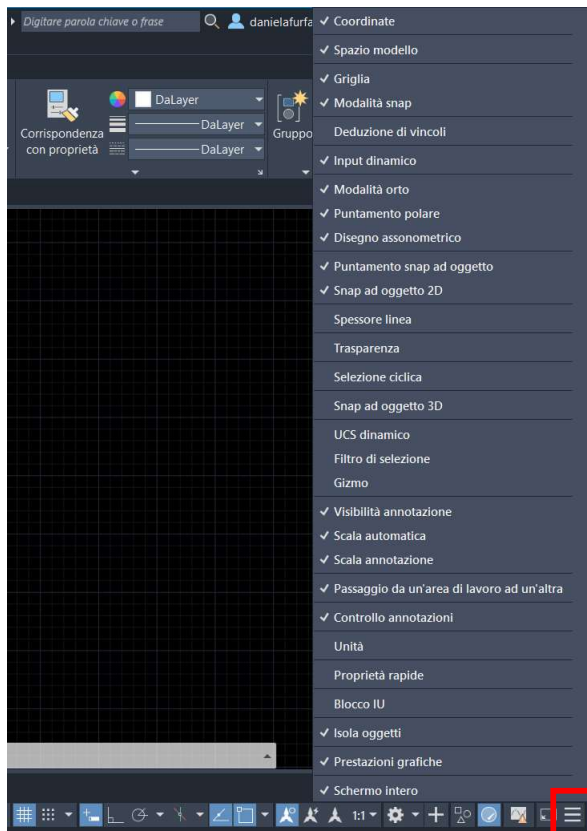 Digitare parola chiave o frase
danielafurfa
DaLayer
DaLayer
DaLayer
Corrispondenza
con proprietà
Gruppo
Coordinate
Spazio modello
Griglia
Modalità snap
Deduzione di vincoli
Input dinamico
Modalità orto
Puntamento polare
Disegno assonometrico
Puntamento snap ad oggetto
Snap ad oggetto 2D
Spessore linea
Trasparenza
Selezione ciclica
Snap ad oggetto 3D
UCS dinamico
Filtro di selezione
Gizmo
Visibilità annotazione
Scala automatica
Scala annotazione
Passaggio da un'area di lavoro ad un'altra
Controllo annotazioni
Unità
Proprietà rapide
Blocco IU
Isola oggetti
Prestazioni grafiche
Schermo intero
1:1